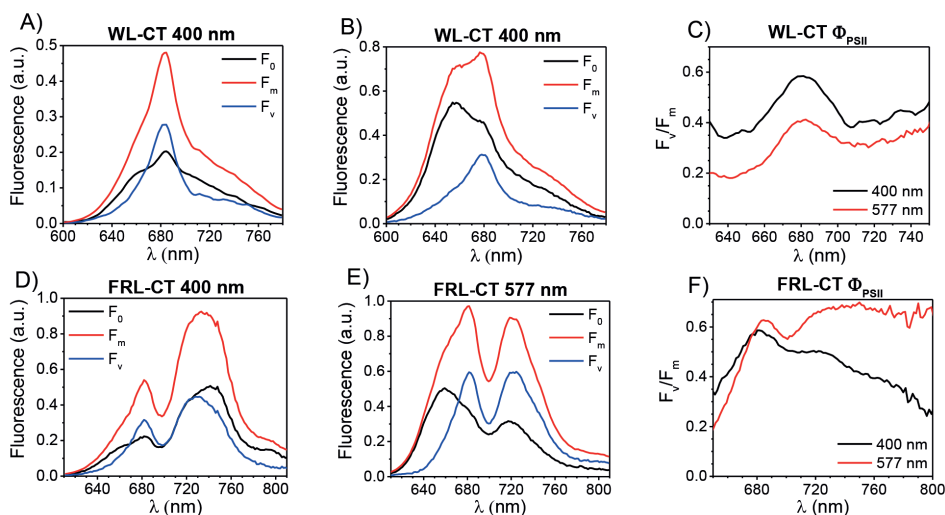 A)
WL-CT 400 nm
Fluorescence (a.u.)
0.5
0.4
0.3
0.2
0.1
0.0
F0
Fm
Fv
600 640 680 720 760
λ (nm)
B)
WL-CT 400 nm
Fluorescence (a.u.)
0.8
0.6
0.4
0.2
0.0
F0
Fm
Fv
600 640 680 720 760
λ (nm)
C)
WL-CT ΦPSII
Fv/Fm
0.6
0.4
0.2
0.0
400 nm
577 nm
640 660 680 700 720 740
λ (nm)
D)
FRL-CT 400 nm
Fluorescence (a.u.)
1.0
0.8
0.6
0.4
0.2
0.0
F0
Fm
Fv
640 680 720 760 800
λ (nm)
E)
FRL-CT 577 nm
Fluorescence (a.u.)
1.0
0.8
0.6
0.4
0.2
0.0
F0
Fm
Fv
640 680 720 760 800
λ (nm)
F)
FRL-CT ΦPSII
Fv/Fm
0.6
0.4
0.2
0.0
400 nm
577 nm
680 720 760 800
λ (nm)